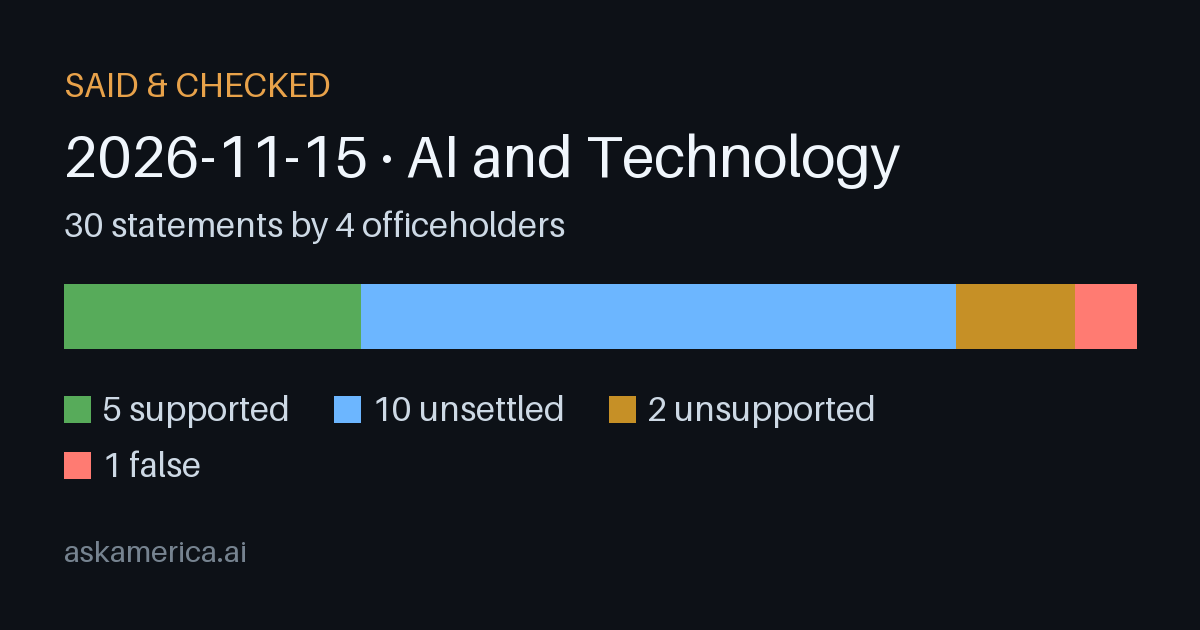 SAID & CHECKED
2026-11-15 · AI and Technology
30 statements by 4 officeholders
5 supported 10 unsettled 2 unsupported
1 false
askamerica.ai